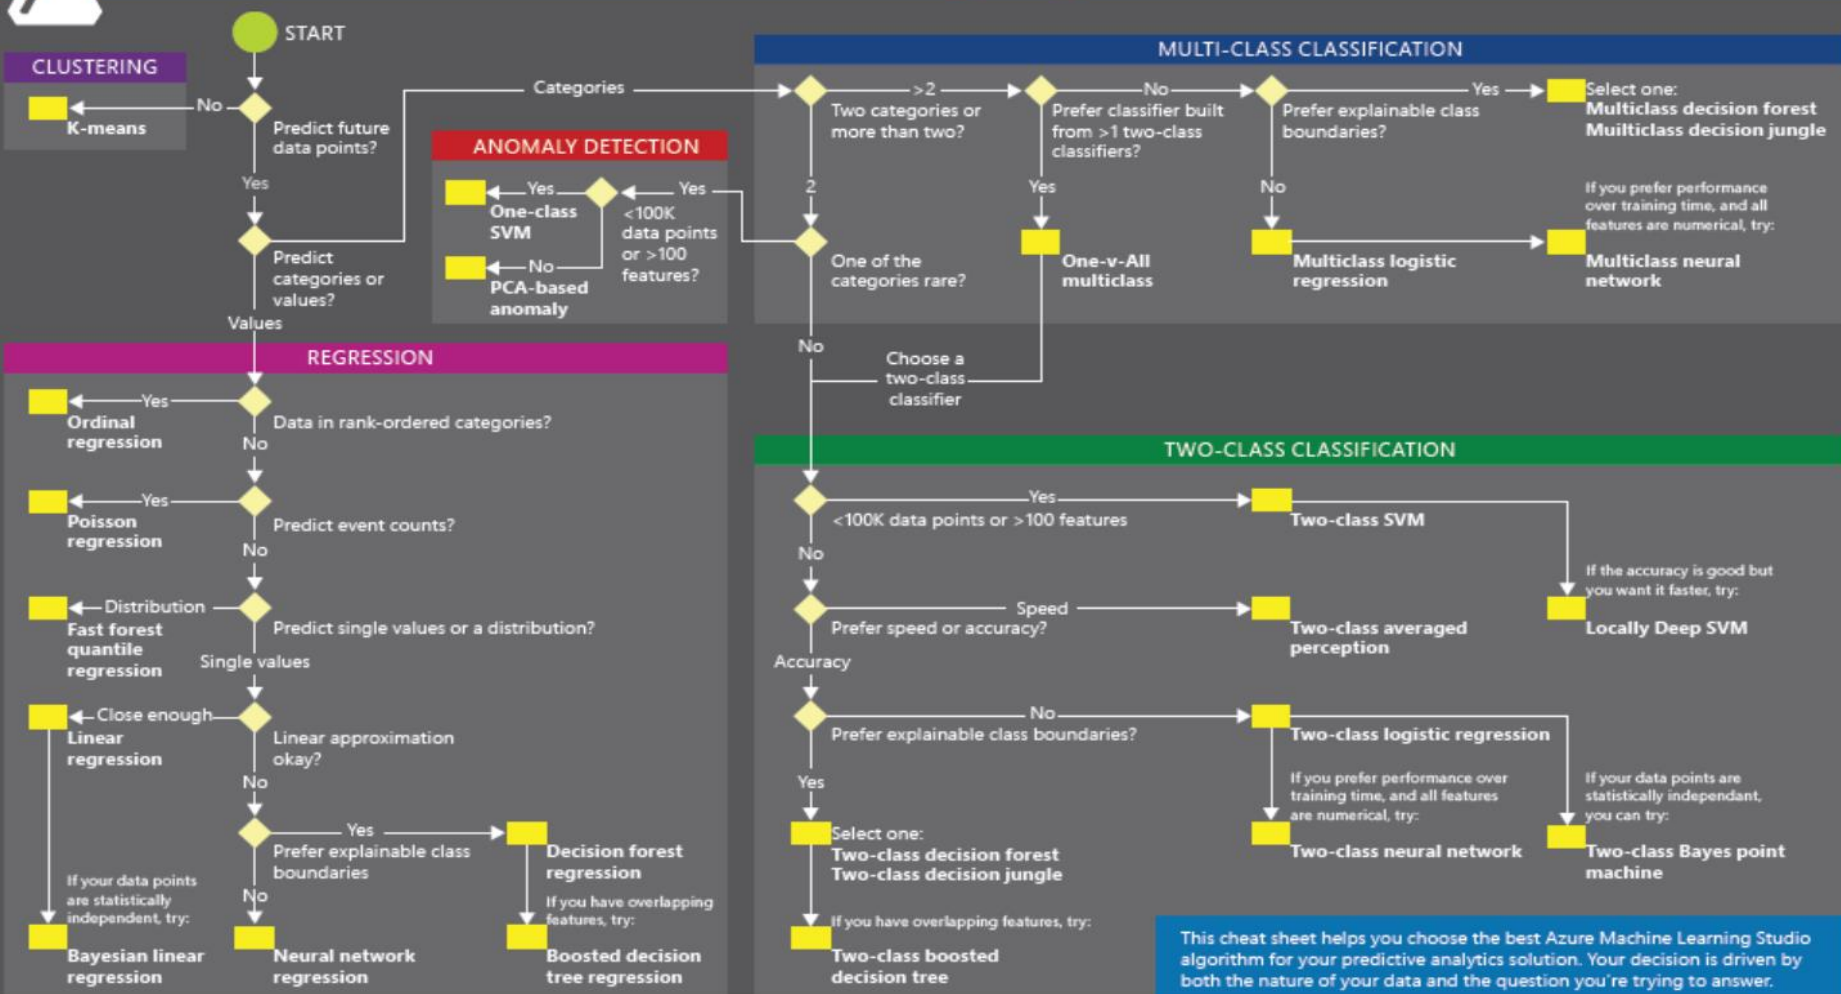 START
CLUSTERING
No
K-means
Predict future
data points?
Yes
Predict
categories or
values?
Categories
Values
ANOMALY DETECTION
Yes
Yes
One-class
SVM
<100K
data points
or >100
features?
No
PCA-based
anomaly
MULTI-CLASS CLASSIFICATION
>2
Two categories or
more than two?
No
Prefer classifier built
from >1 two-class
classifiers?
Yes
Prefer explainable class
boundaries?
Select one:
Multiclass decision forest
Muilticlass decision jungle
2
Yes
No
If you prefer performance
over training time, and all
features are numerical, try:
One of the
categories rare?
One-v-All
multiclass
Multiclass logistic
regression
Multiclass neural
network
No
Choose a
two-class
classifier
REGRESSION
Yes
Ordinal
regression
Data in rank-ordered categories?
No
Yes
Poisson
regression
Predict event counts?
No
Distribution
Fast forest
quantile
regression
Predict single values or a distribution?
Single values
Close enough
Linear
regression
Linear approximation
okay?
No
Yes
Prefer explainable class
boundaries
Decision forest
regression
No
If your data points
are statistically
independent, try:
If you have overlapping
features, try:
Bayesian linear
regression
Neural network
regression
Boosted decision
tree regression
TWO-CLASS CLASSIFICATION
Yes
<100K data points or >100 features
Two-class SVM
No
If the accuracy is good but
you want it faster, try:
Speed
Prefer speed or accuracy?
Two-class averaged
perception
Locally Deep SVM
Accuracy
No
Prefer explainable class boundaries?
Two-class logistic regression
Yes
If you prefer performance over
training time, and all features
are numerical, try:
If your data points are
statistically independant,
you can try:
Select one:
Two-class decision forest
Two-class decision jungle
Two-class neural network
Two-class Bayes point
machine
If you have overlapping features, try:
Two-class boosted
decision tree
This cheat sheet helps you choose the best Azure Machine Learning Studio
algorithm for your predictive analytics solution. Your decision is driven by
both the nature of your data and the question you're trying to answer.